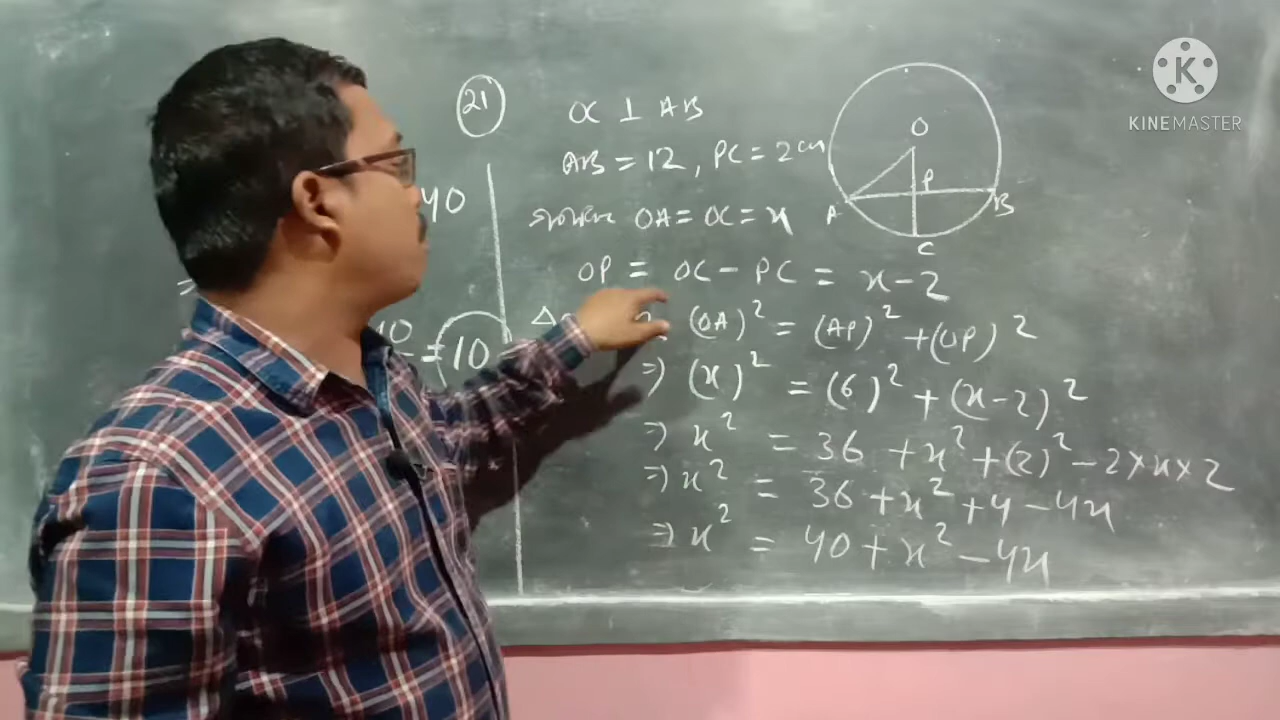 21
OC ⊥ AB
AB = 12, PC = 2cm
OA = OC = x
OP = OC - PC = x - 2
(OA)² = (AP)² + (OP)²
⇒ (x)² = (6)² + (x-2)²
⇒ x² = 36 + x² + (2)² - 2×x×2
⇒ x² = 36 + x² + 4 - 4x
⇒ x² = 40 + x² - 4x
40
= 10
O
P
A
B
C
K
KINEMASTER